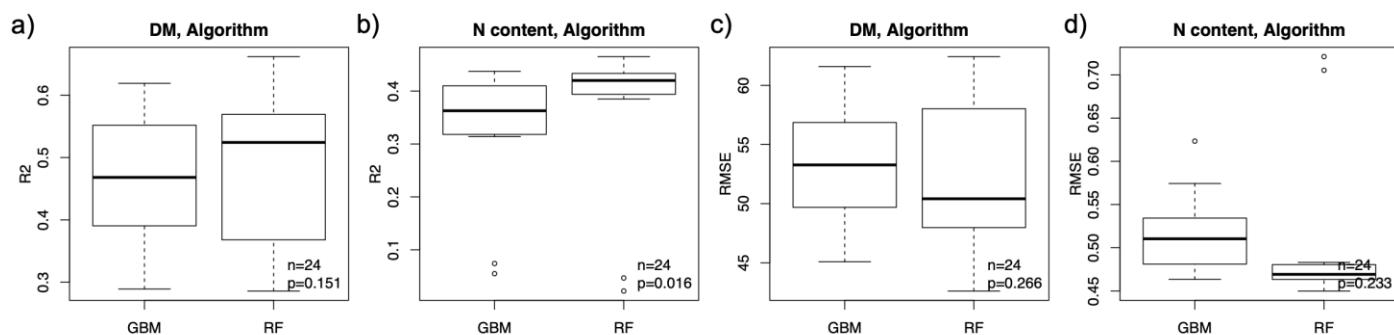 a)
DM, Algorithm
R2
0.3
0.4
0.5
0.6
n=24
p=0.151
GBM
RF
b)
N content, Algorithm
R2
0.1
0.3
0.4
n=24
p=0.016
GBM
RF
c)
DM, Algorithm
RMSE
45
50
55
60
n=24
p=0.266
GBM
RF
d)
N content, Algorithm
RMSE
0.45
0.50
0.55
0.60
0.65
0.70
n=24
p=0.233
GBM
RF